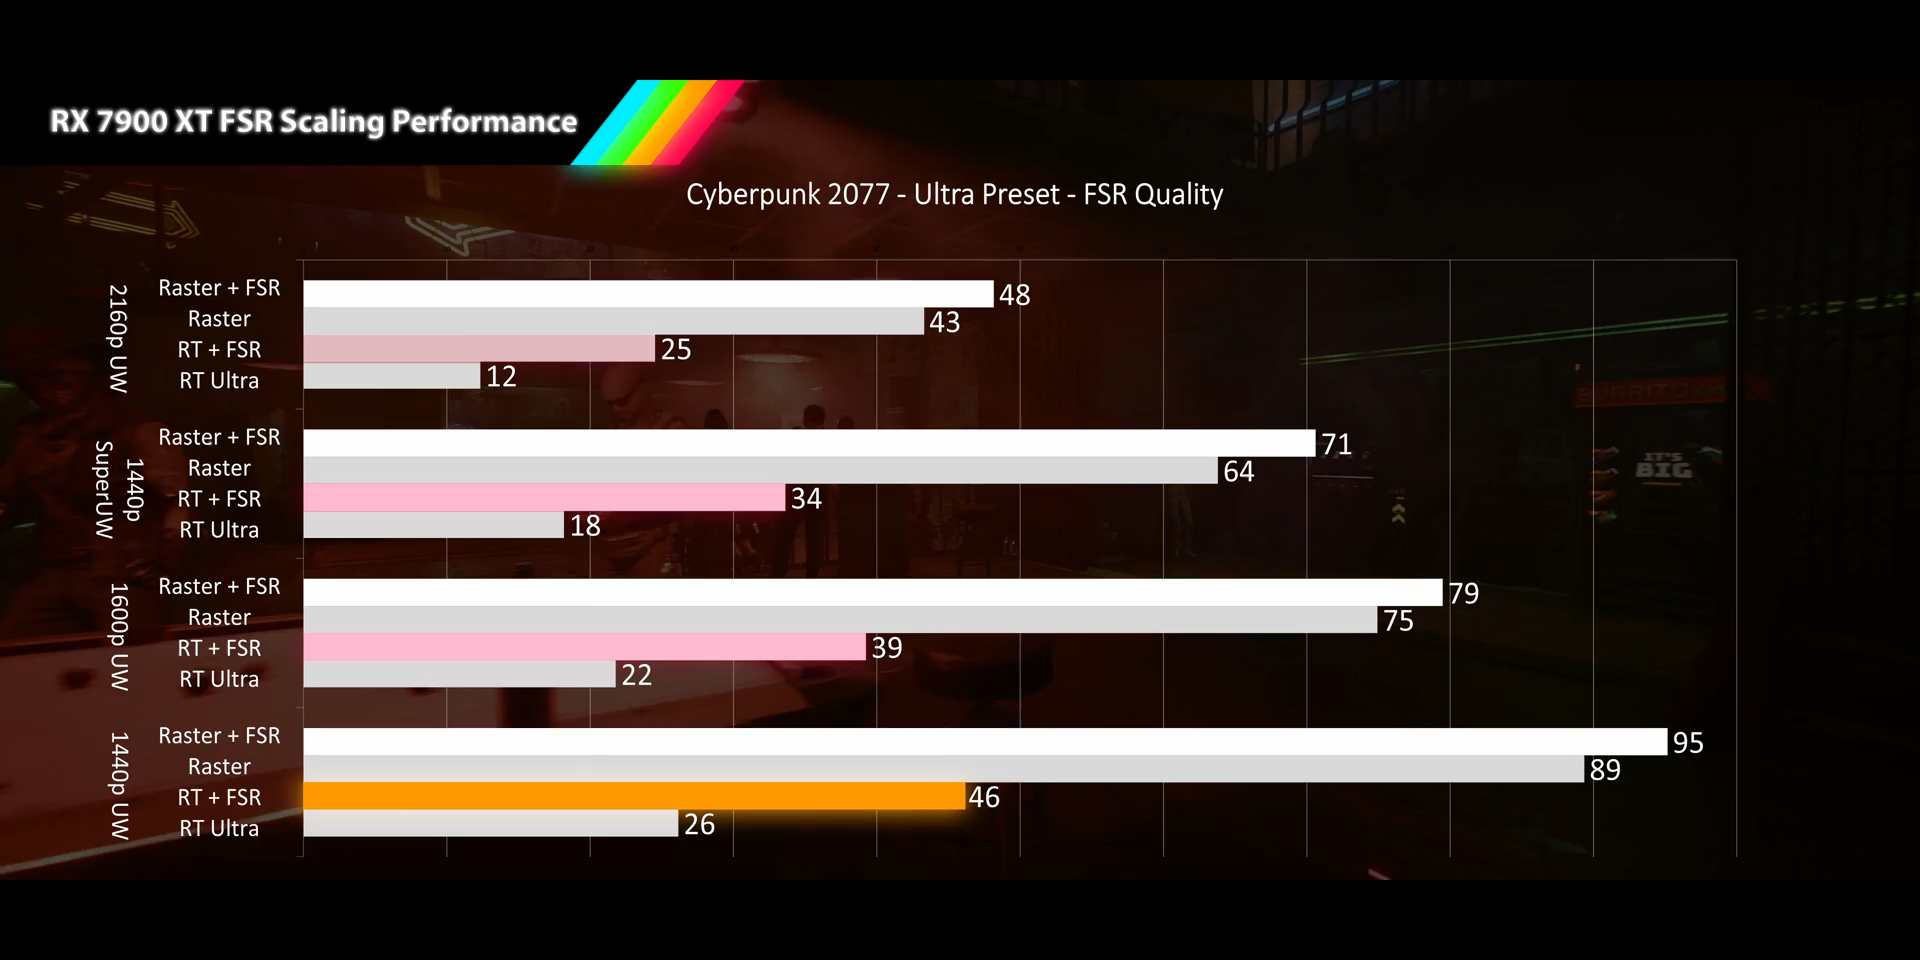 RX 7900 XT FSR Scaling Performance
Cyberpunk 2077 - Ultra Preset - FSR Quality
2160p UW
Raster + FSR 48
Raster 43
RT + FSR 25
RT Ultra 12
1440p
SuperUW
Raster + FSR 71
Raster 64
RT + FSR 34
RT Ultra 18
1600p UW
Raster + FSR 79
Raster 75
RT + FSR 39
RT Ultra 22
1440p UW
Raster + FSR 95
Raster 89
RT + FSR 46
RT Ultra 26
BURRITO
IT'S
BIG